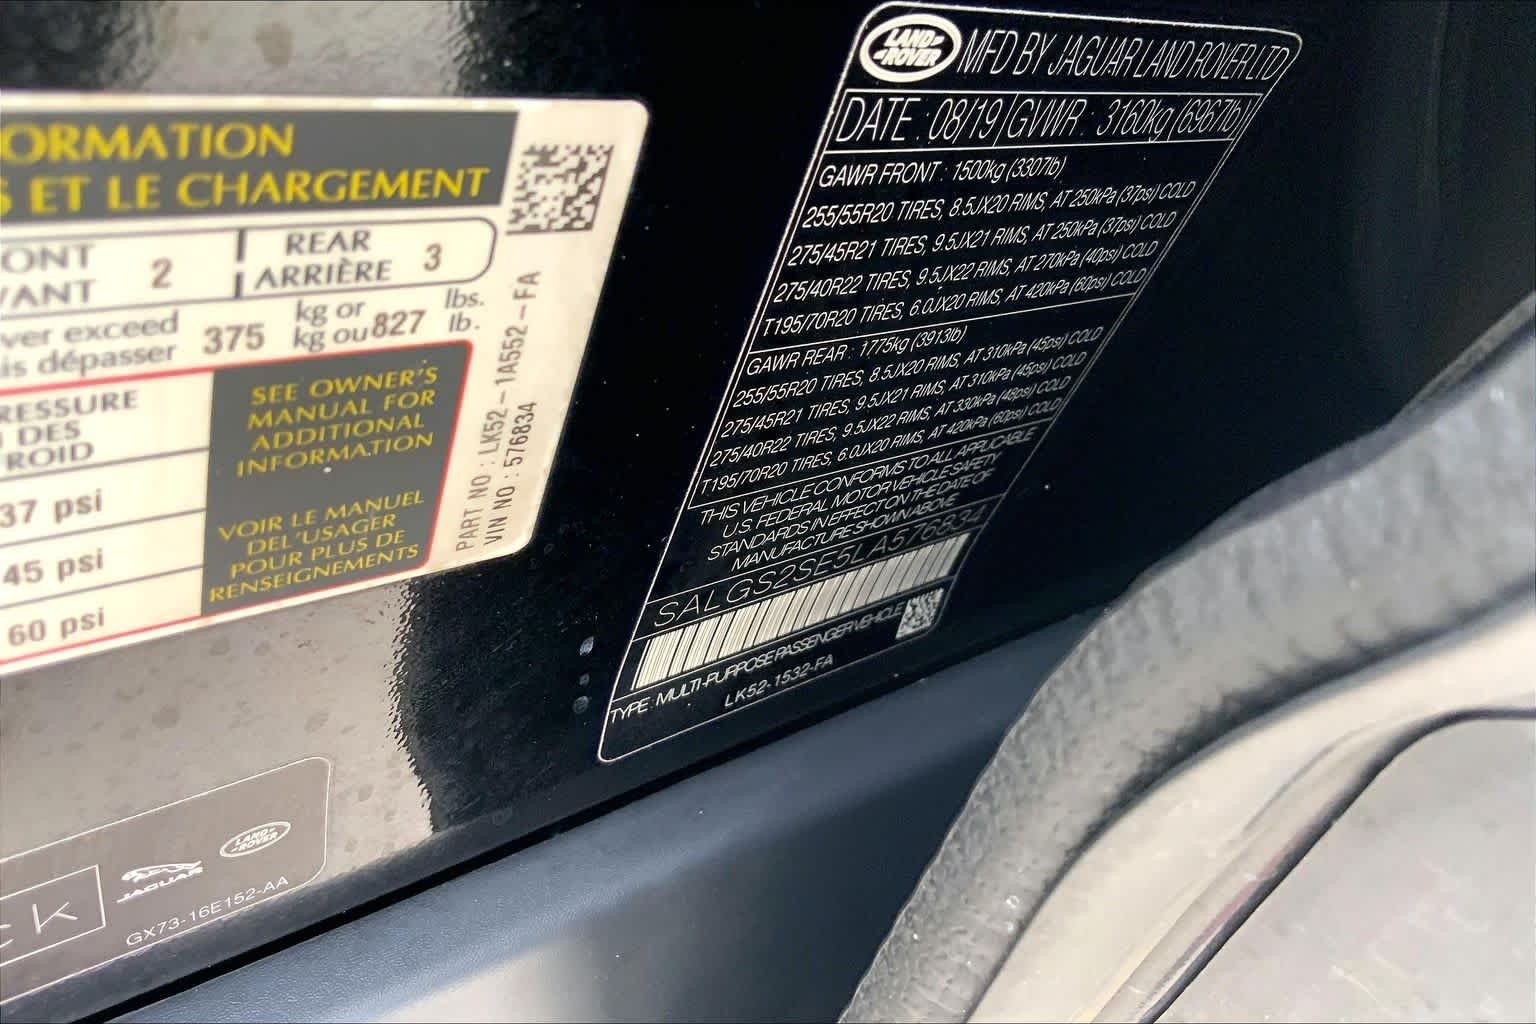 ORMATION
S ET LE CHARGEMENT
ONT
VANT
2
REAR
ARRIÈRE
3
ver exceed
is dépasser
375
kg or
kg ou
827
lbs.
lb.
RESSURE
DES
ROID
37 psi
45 psi
60 psi
SEE OWNER'S
MANUAL FOR
ADDITIONAL
INFORMATION
VOIR LE MANUEL
DEL'USAGER
POUR PLUS DE
RENSEIGNEMENTS
PART NO : LK52-1A552-FA
VIN NO : 576834
LAND-
-ROVER
MFD BY JAGUAR LAND ROVER LTD
DATE : 08/19 GVWR : 3160kg (6967lb)
GAWR FRONT : 1500kg (3307lb)
255/55R20 TIRES, 8.5JX20 RIMS, AT 250kPa (37psi) COLD
275/45R21 TIRES, 9.5JX21 RIMS, AT 250kPa (37psi) COLD
275/40R22 TIRES, 9.5JX22 RIMS, AT 270kPa (40psi) COLD
T195/70R20 TIRES, 6.0JX20 RIMS, AT 420kPa (60psi) COLD
GAWR REAR : 1775kg (3913lb)
255/55R20 TIRES, 8.5JX20 RIMS, AT 310kPa (45psi) COLD
275/45R21 TIRES, 9.5JX21 RIMS, AT 310kPa (45psi) COLD
275/40R22 TIRES, 9.5JX22 RIMS, AT 330kPa (48psi) COLD
T195/70R20 TIRES, 6.0JX20 RIMS, AT 420kPa (60psi) COLD
THIS VEHICLE CONFORMS TO ALL APPLICABLE
U.S. FEDERAL MOTOR VEHICLE SAFETY
STANDARDS IN EFFECT ON THE DATE OF
MANUFACTURE SHOWN ABOVE
SALGS2SE5LA576834
TYPE : MULTI-PURPOSE PASSENGER VEHICLE
LK52-1532-FA
CK
JAGUAR
LAND-
-ROVER
GX73-16E152-AA